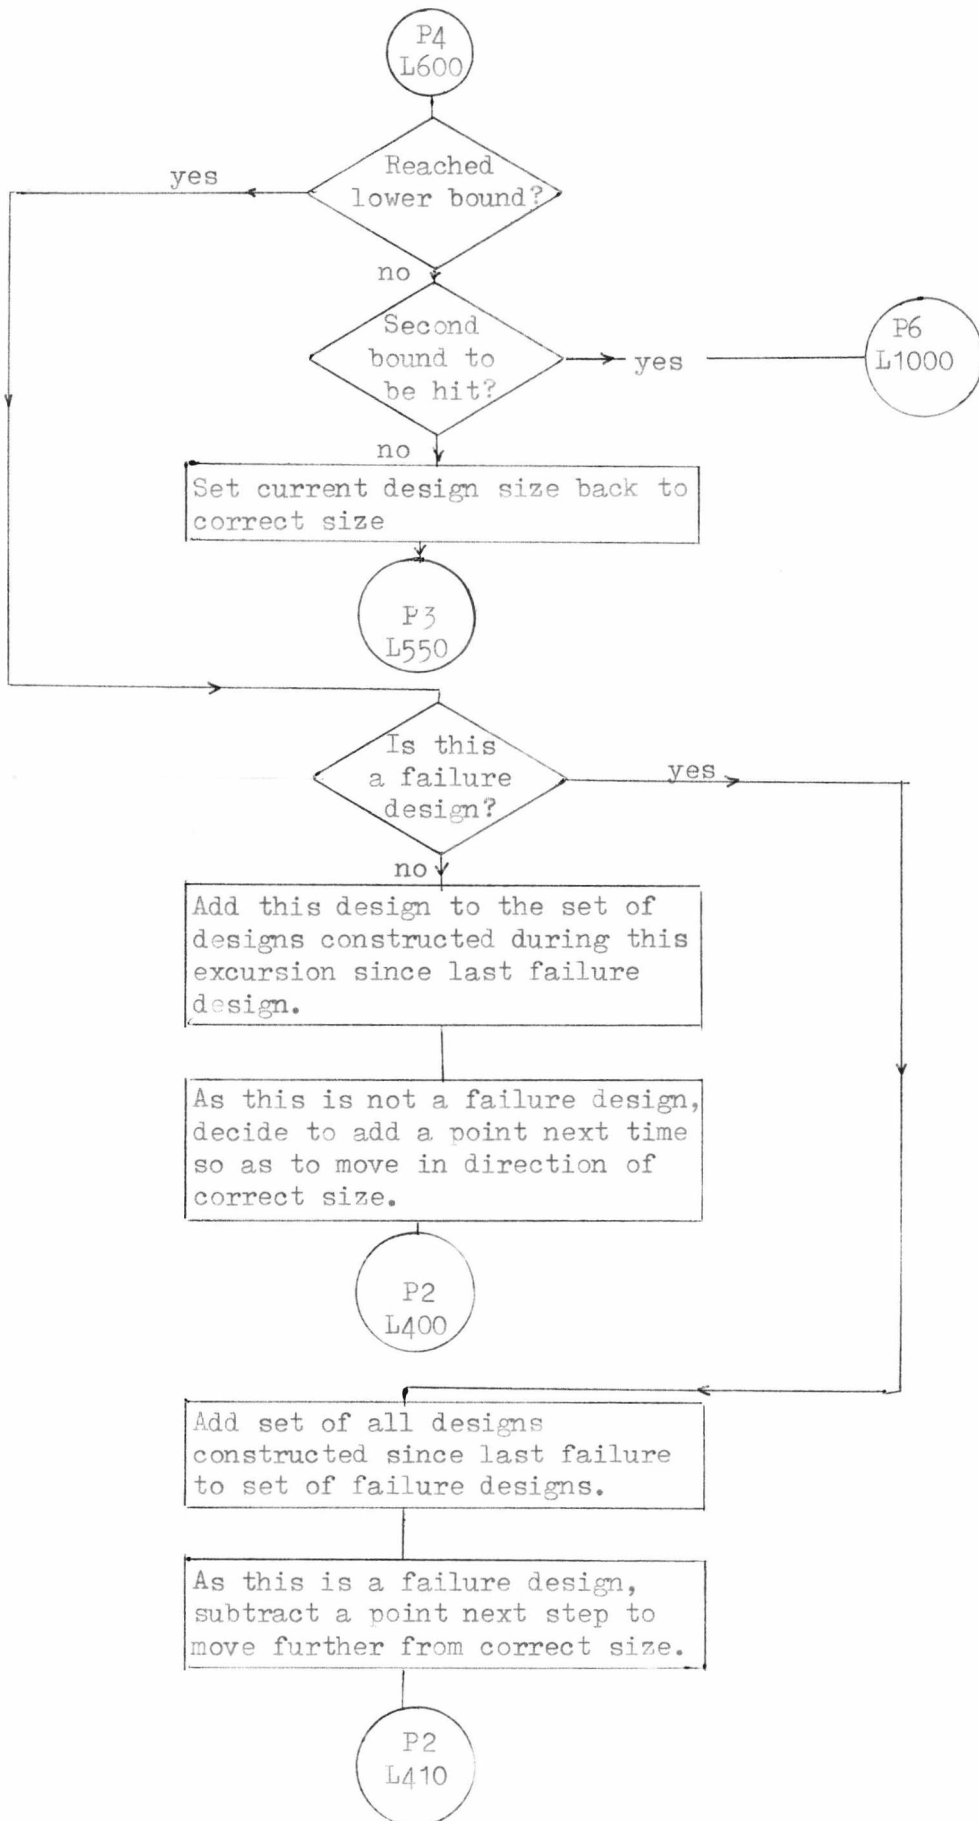 P4
L600
Reached
lower bound?
yes
no
Second
bound to
be hit?
yes
P6
L1000
no
Set current design size back to
correct size
P3
L550
Is this
a failure
design?
yes
no
Add this design to the set of
designs constructed during this
excursion since last failure
design.
As this is not a failure design,
decide to add a point next time
so as to move in direction of
correct size.
P2
L400
Add set of all designs
constructed since last failure
to set of failure designs.
As this is a failure design,
subtract a point next step to
move further from correct size.
P2
L410